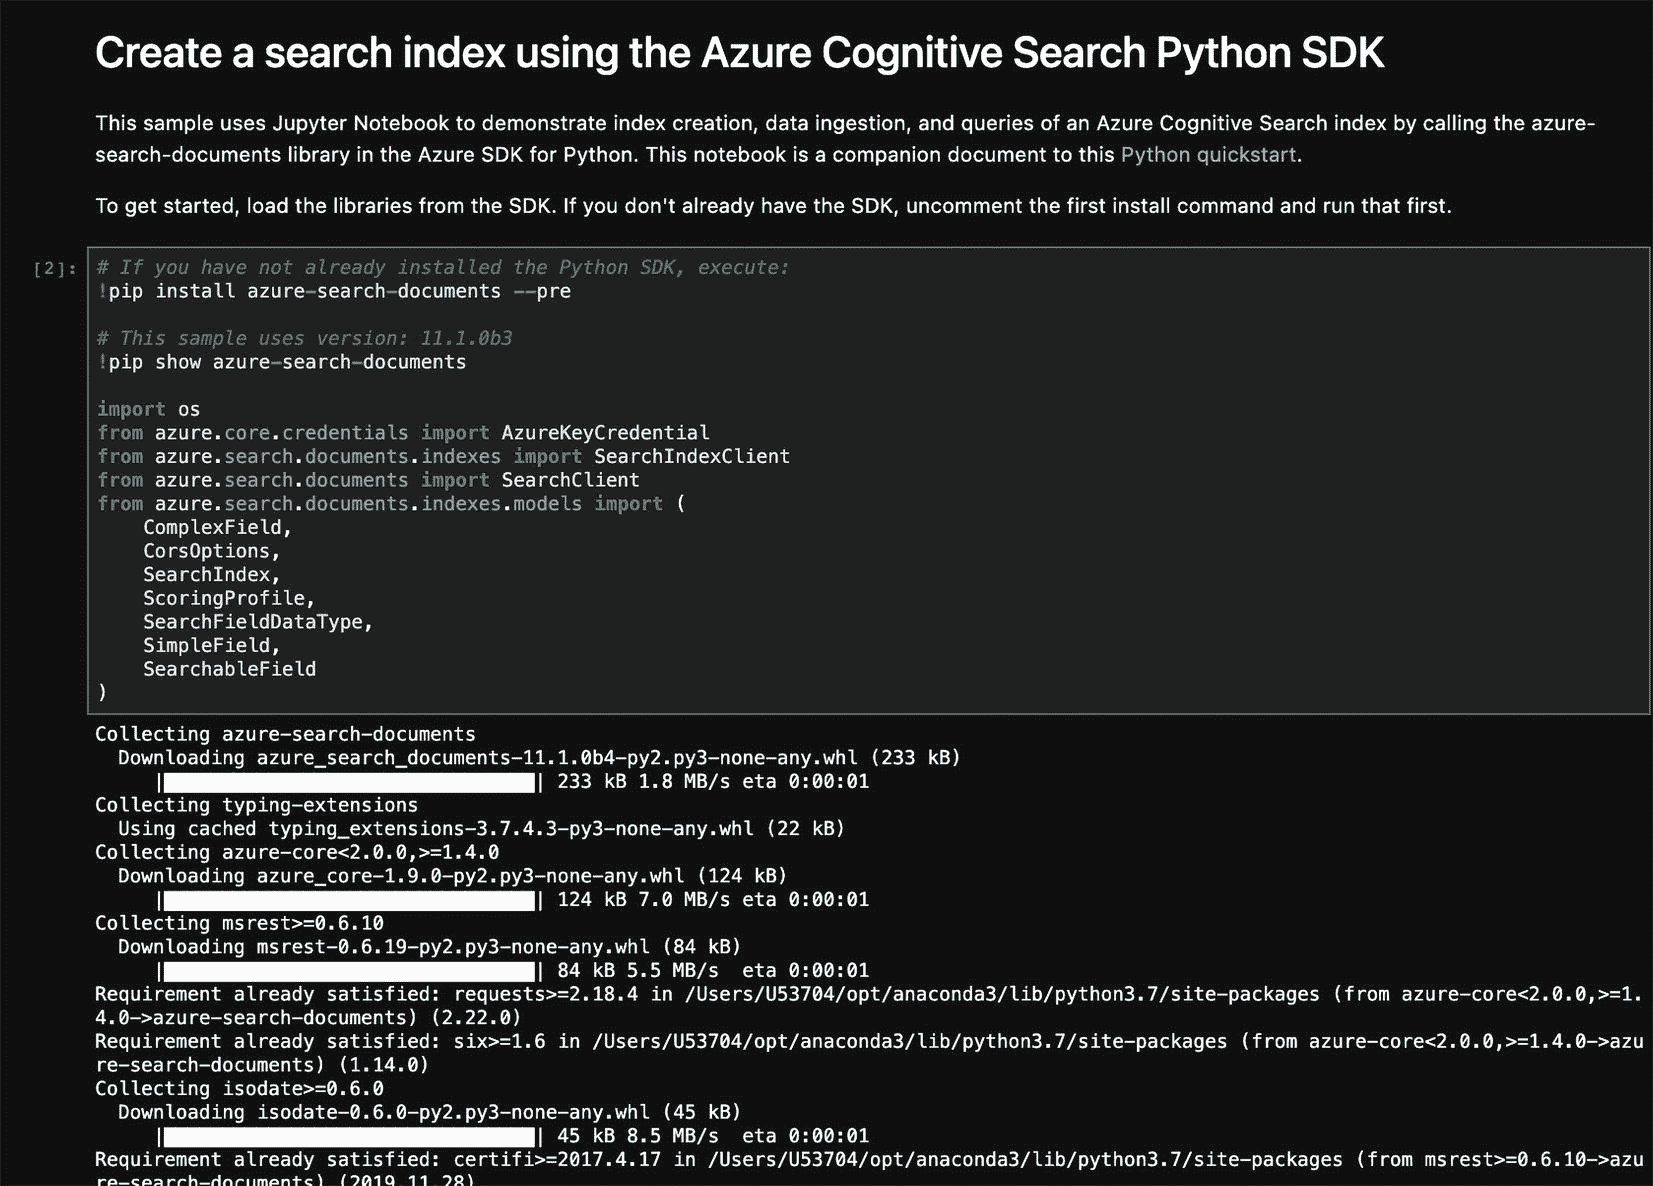 Create a search index using the Azure Cognitive Search Python SDK
This sample uses Jupyter Notebook to demonstrate index creation, data ingestion, and queries of an Azure Cognitive Search index by calling the azure-
search-documents library in the Azure SDK for Python. This notebook is a companion document to this Python quickstart.
To get started, load the libraries from the SDK. If you don't already have the SDK, uncomment the first install command and run that first.
[2]: # If you have not already installed the Python SDK, execute:
!pip install azure-search-documents --pre
# This sample uses version: 11.1.0b3
!pip show azure-search-documents
import os
from azure.core.credentials import AzureKeyCredential
from azure.search.documents.indexes import SearchIndexClient
from azure.search.documents import SearchClient
from azure.search.documents.indexes.models import (
    ComplexField,
    CorsOptions,
    SearchIndex,
    ScoringProfile,
    SearchFieldDataType,
    SimpleField,
    SearchableField
)
Collecting azure-search-documents
  Downloading azure_search_documents-11.1.0b4-py2.py3-none-any.whl (233 kB)
| | 233 kB 1.8 MB/s eta 0:00:01
Collecting typing-extensions
  Using cached typing_extensions-3.7.4.3-py3-none-any.whl (22 kB)
Collecting azure-core<2.0.0,>=1.4.0
  Downloading azure_core-1.9.0-py2.py3-none-any.whl (124 kB)
| | 124 kB 7.0 MB/s eta 0:00:01
Collecting msrest>=0.6.10
  Downloading msrest-0.6.19-py2.py3-none-any.whl (84 kB)
| | 84 kB 5.5 MB/s  eta 0:00:01
Requirement already satisfied: requests>=2.18.4 in /Users/U53704/opt/anaconda3/lib/python3.7/site-packages (from azure-core<2.0.0,>=1.
4.0->azure-search-documents) (2.22.0)
Requirement already satisfied: six>=1.6 in /Users/U53704/opt/anaconda3/lib/python3.7/site-packages (from azure-core<2.0.0,>=1.4.0->azu
re-search-documents) (1.14.0)
Collecting isodate>=0.6.0
  Downloading isodate-0.6.0-py2.py3-none-any.whl (45 kB)
| | 45 kB 8.5 MB/s  eta 0:00:01
Requirement already satisfied: certifi>=2017.4.17 in /Users/U53704/opt/anaconda3/lib/python3.7/site-packages (from msrest>=0.6.10->azu
re-search-documents) (2019.11.28)